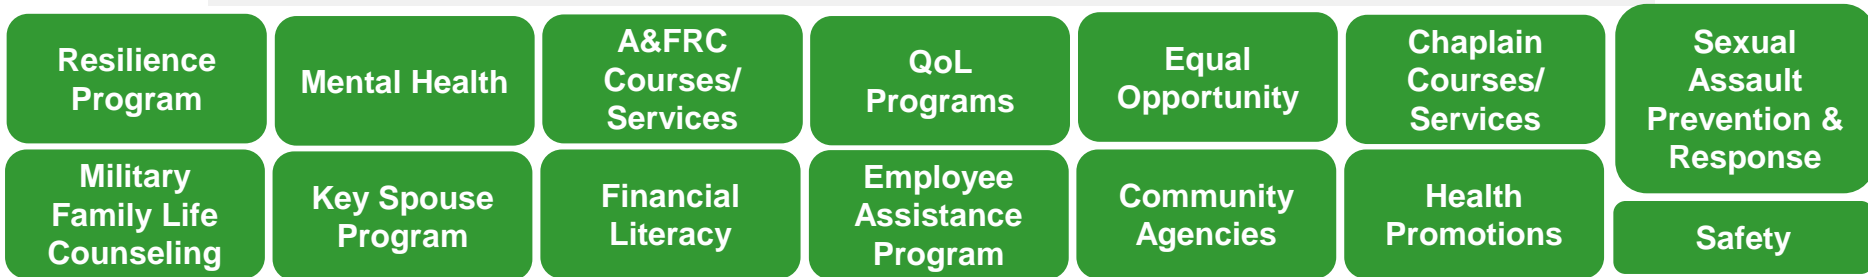 Resilience
Program
Mental Health
A&FRC
Courses/
Services
QoL
Programs
Equal
Opportunity
Chaplain
Courses/
Services
Sexual
Assault
Prevention &
Response
Military
Family Life
Counseling
Key Spouse
Program
Financial
Literacy
Employee
Assistance
Program
Community
Agencies
Health
Promotions
Safety